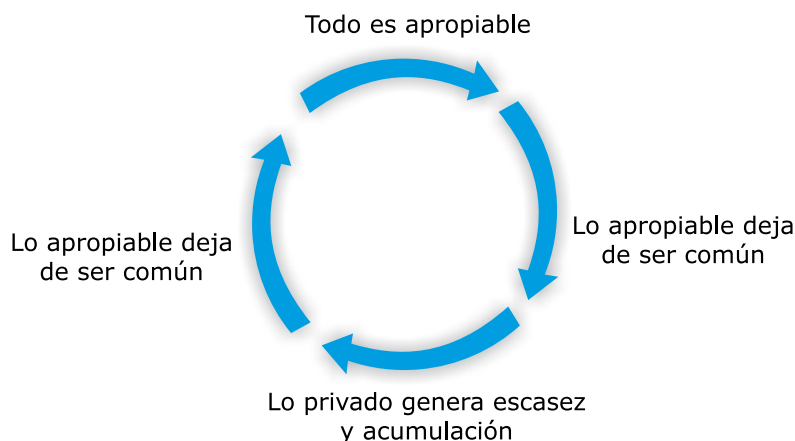 Todo es apropiable
Lo apropiable deja
de ser común
Lo privado genera escasez
y acumulación
Lo apropiable deja
de ser común